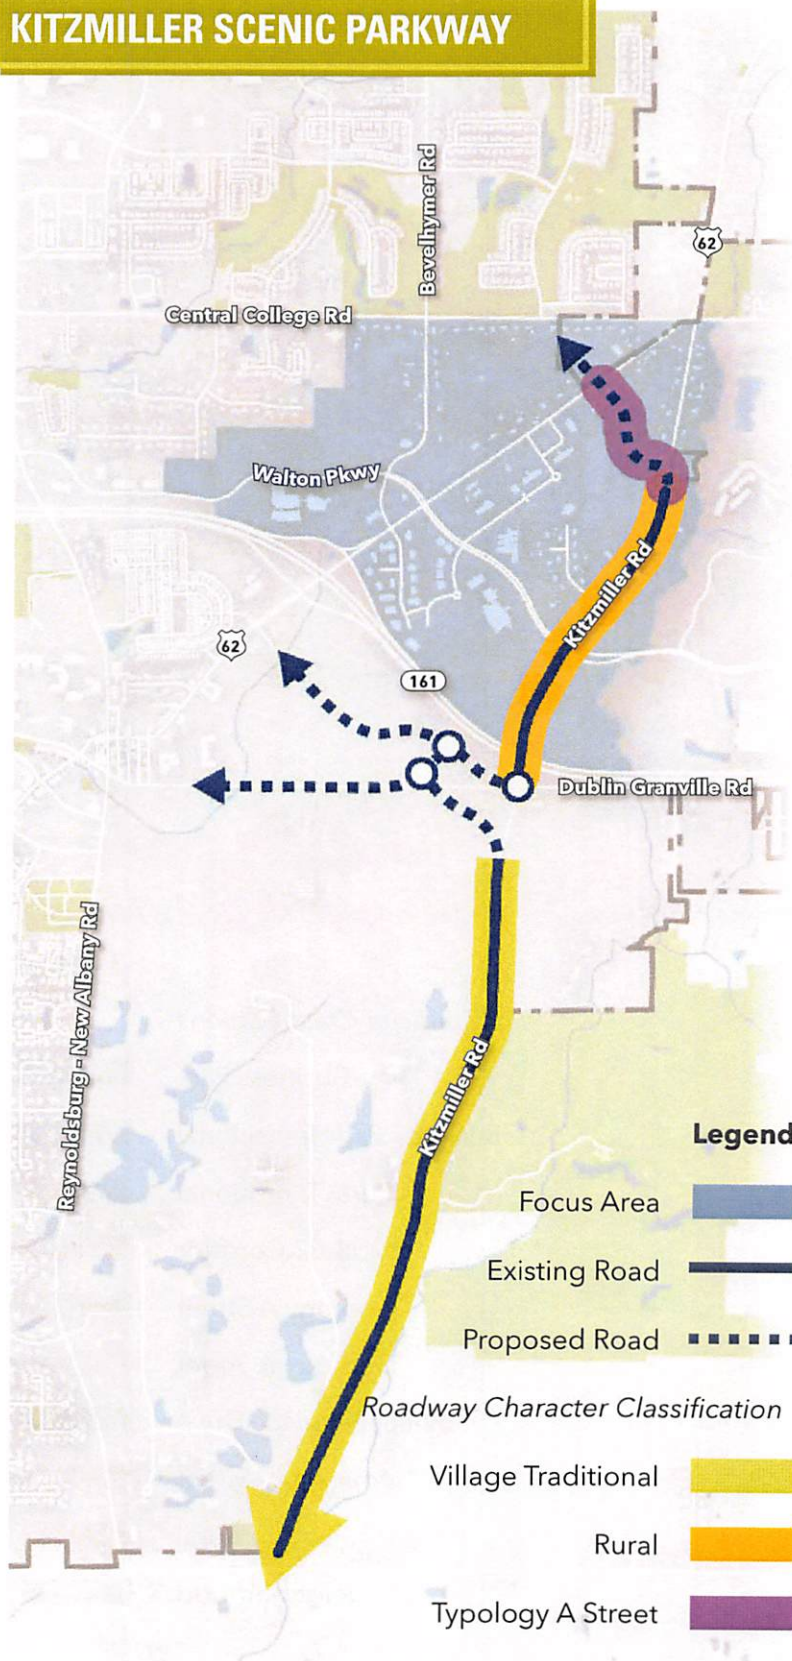 KITZMILLER SCENIC PARKWAY
Bevelhymer Rd
62
Central College Rd
Walton Pkwy
Kitzmiller Rd
62
161
Dublin Granville Rd
Reynoldsburg - New Albany Rd
Kitzmiller Rd
Legend
Focus Area
Existing Road
Proposed Road
Roadway Character Classification
Village Traditional
Rural
Typology A Street